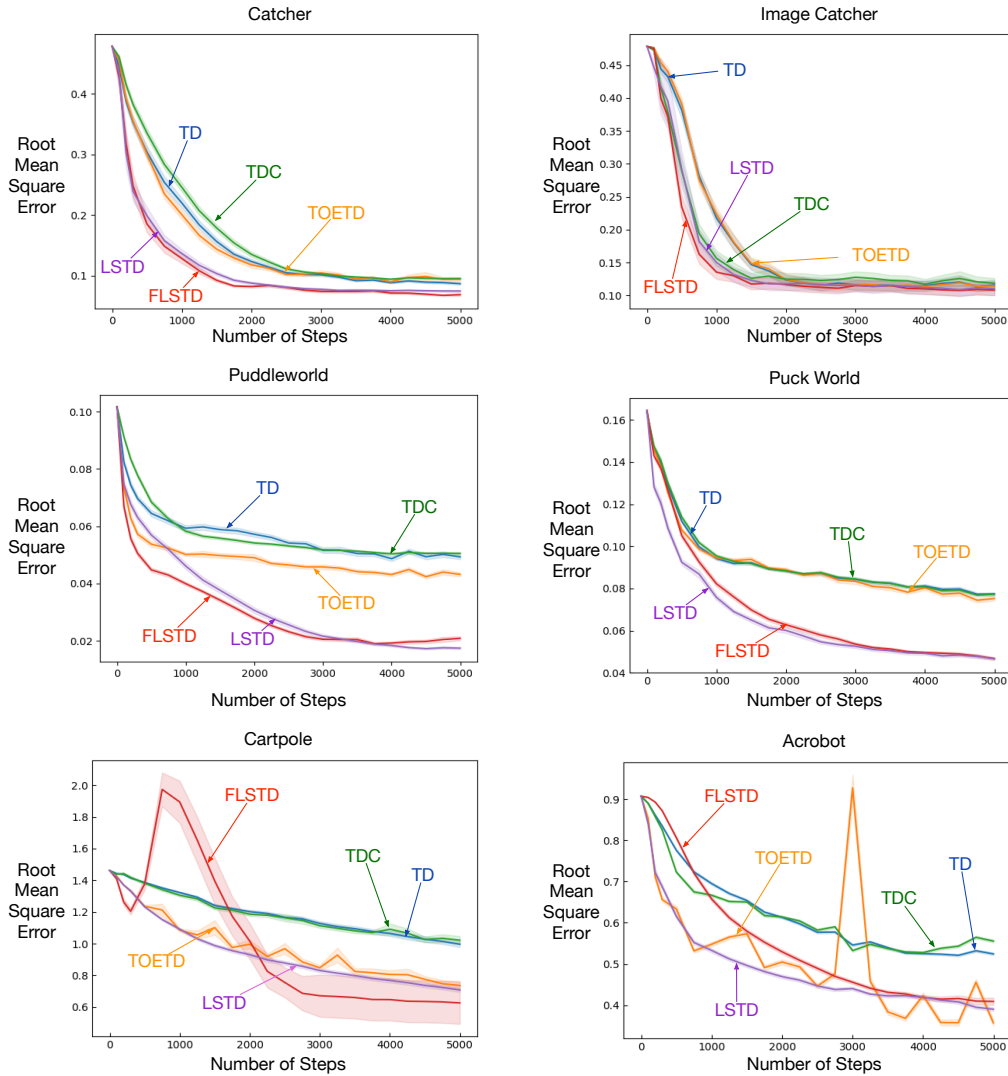 Catcher
Root
Mean
Square
Error
0.4
0.3
0.2
0.1
TD
TDC
TOETD
LSTD
FLSTD
0
1000
2000
3000
4000
5000
Number of Steps
Image Catcher
Root
Mean
Square
Error
0.45
0.40
0.35
0.30
0.25
0.20
0.15
0.10
TD
LSTD
TDC
TOETD
FLSTD
0
1000
2000
3000
4000
5000
Number of Steps
Puddleworld
Root
Mean
Square
Error
0.10
0.08
0.06
0.04
0.02
TD
TDC
TOETD
FLSTD
LSTD
0
1000
2000
3000
4000
5000
Number of Steps
Puck World
Root
Mean
Square
Error
0.16
0.14
0.12
0.10
0.08
0.06
0.04
TD
TDC
TOETD
LSTD
FLSTD
0
1000
2000
3000
4000
5000
Number of Steps
Cartpole
Root
Mean
Square
Error
2.0
1.8
1.6
1.4
1.2
1.0
0.8
0.6
FLSTD
TDC
TD
TOETD
LSTD
0
1000
2000
3000
4000
5000
Number of Steps
Acrobot
Root
Mean
Square
Error
0.9
0.8
0.7
0.6
0.5
0.4
FLSTD
TOETD
TD
TDC
LSTD
0
1000
2000
3000
4000
5000
Number of Steps